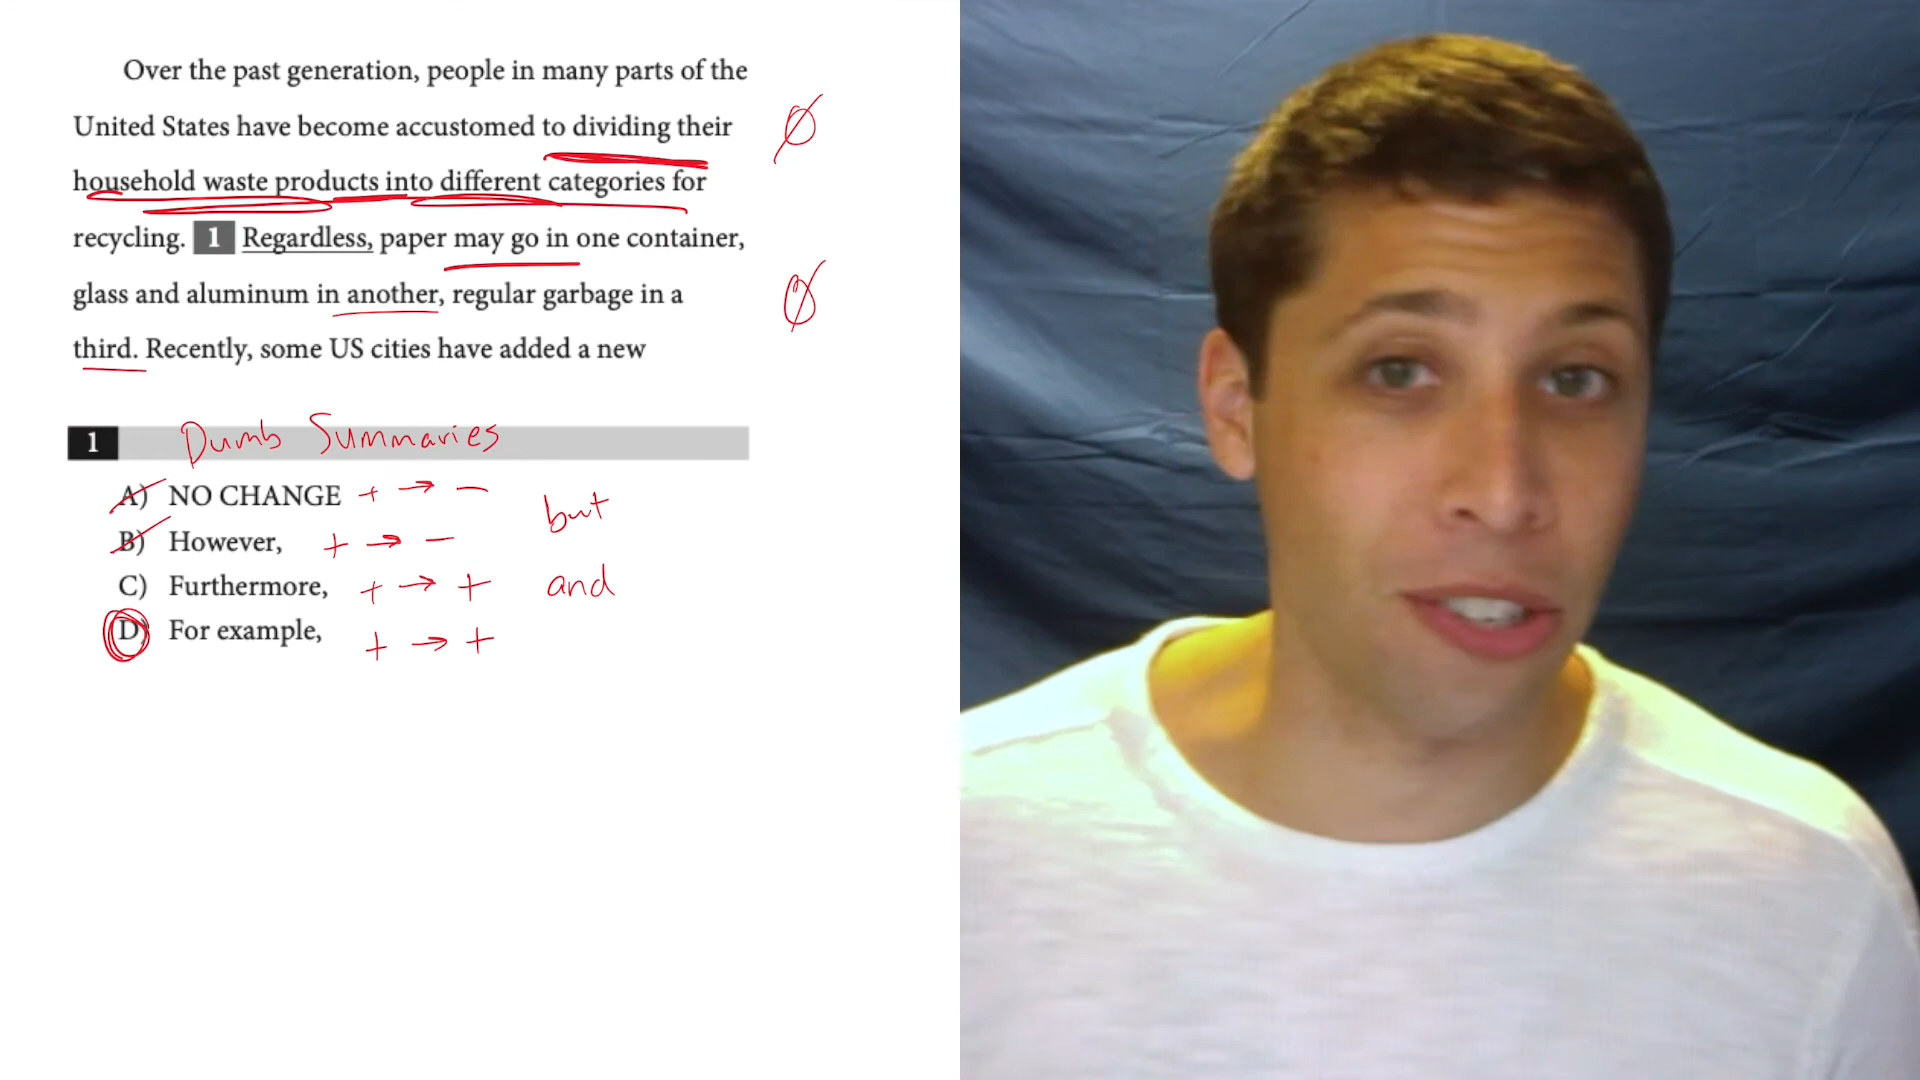 Over the past generation, people in many parts of the
United States have become accustomed to dividing their
household waste products into different categories for
recycling. 1 Regardless, paper may go in one container,
glass and aluminum in another, regular garbage in a
third. Recently, some US cities have added a new
1 Dumb Summaries
A) NO CHANGE + → −
but
B) However, + → −
C) Furthermore, + → + and
D) For example, + → +